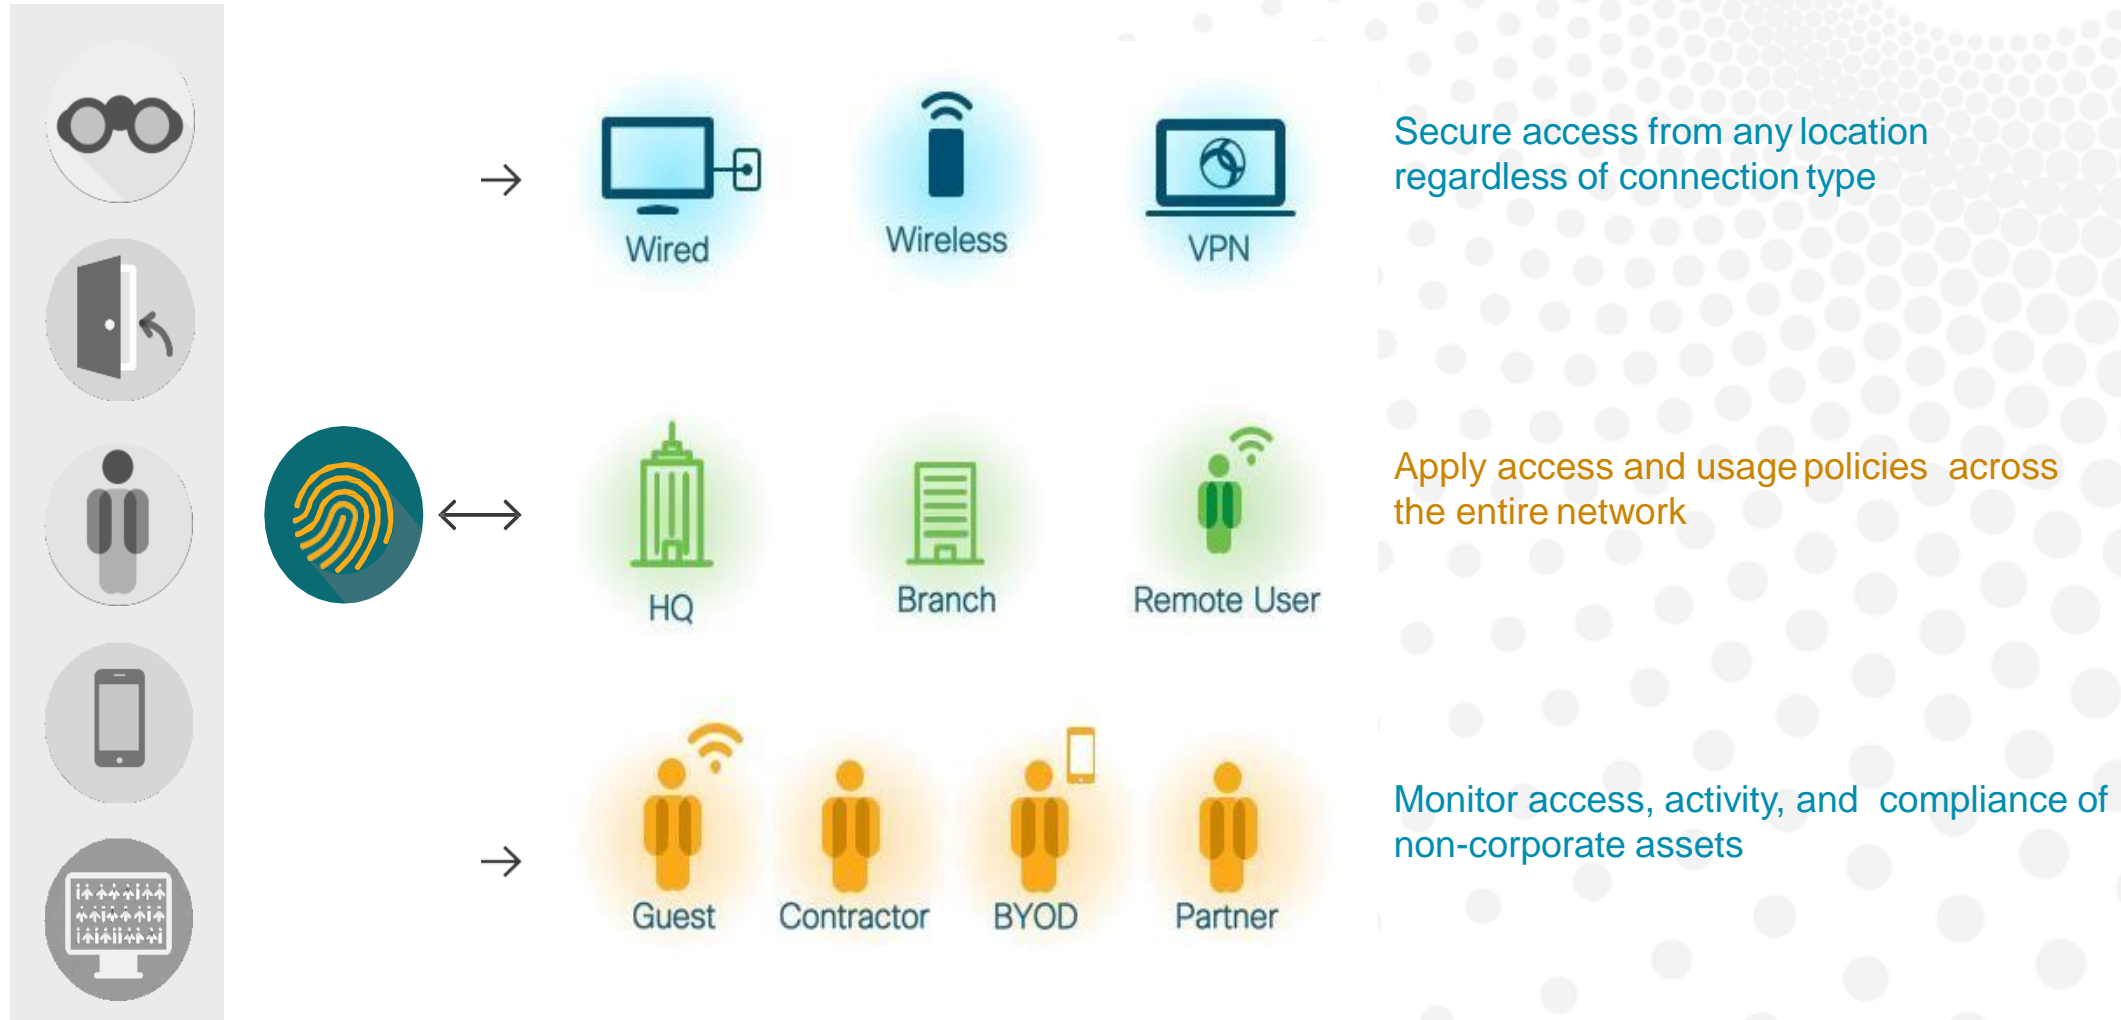 Wired
Wireless
VPN
Secure access from any location
regardless of connection type
HQ
Branch
Remote User
Apply access and usage policies across
the entire network
Guest
Contractor
BYOD
Partner
Monitor access, activity, and compliance of
non-corporate assets